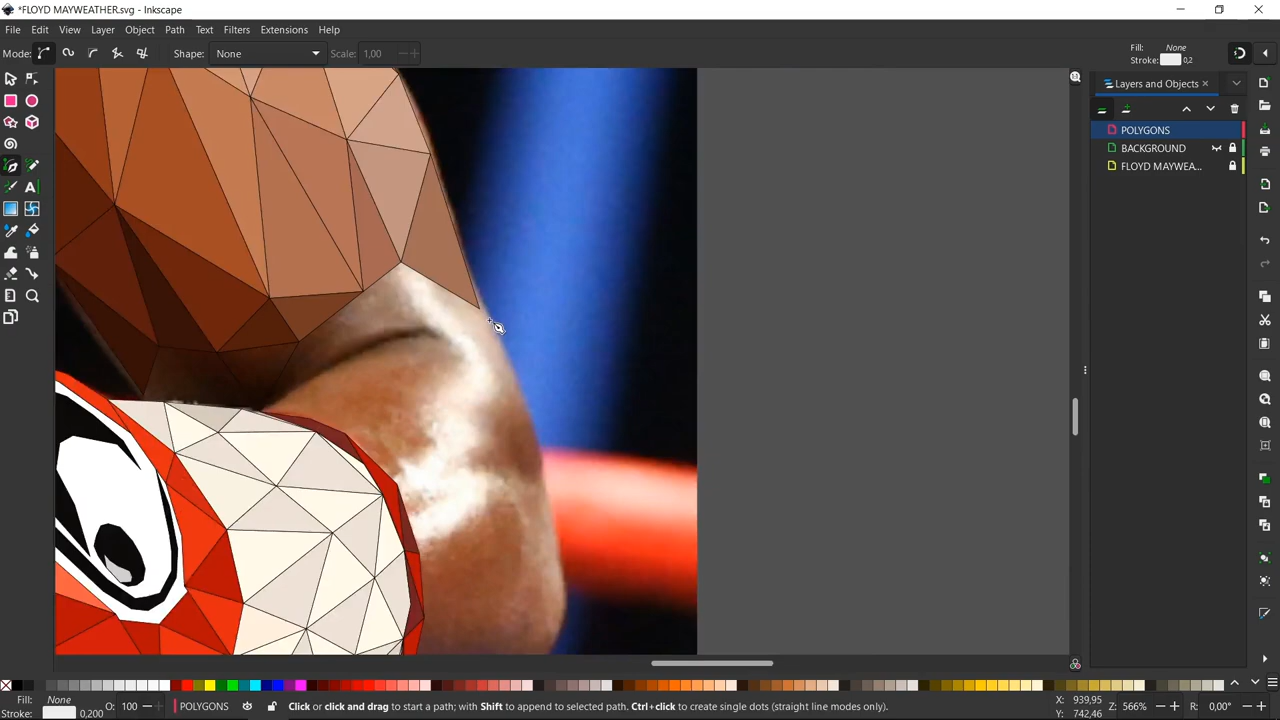 *FLOYD MAYWEATHER.svg - Inkscape
File Edit View Layer Object Path Text Filters Extensions Help
Mode: Shape: None Scale: 1,00 Fill: None
Stroke: 0,2
Layers and Objects
POLYGONS
BACKGROUND
FLOYD MAYWEA...
Fill: None
Stroke: 0,200
O: 100
POLYGONS
Click or click and drag to start a path; with Shift to append to selected path. Ctrl+click to create single dots (straight line modes only).
X: 939,95
Y: 742,46
Z: 566%
R: 0,00°